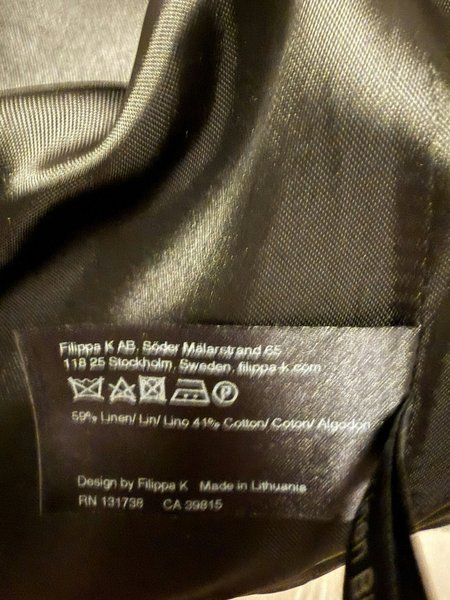 Filippa K AB, Söder Mälarstrand 65
118 25 Stockholm, Sweden, filippa-k.com
P
59% Linen/ Lin/ Lino 41% Cotton/ Coton/ Algodon
Design by Filippa K Made in Lithuania
RN 131738 CA 39815